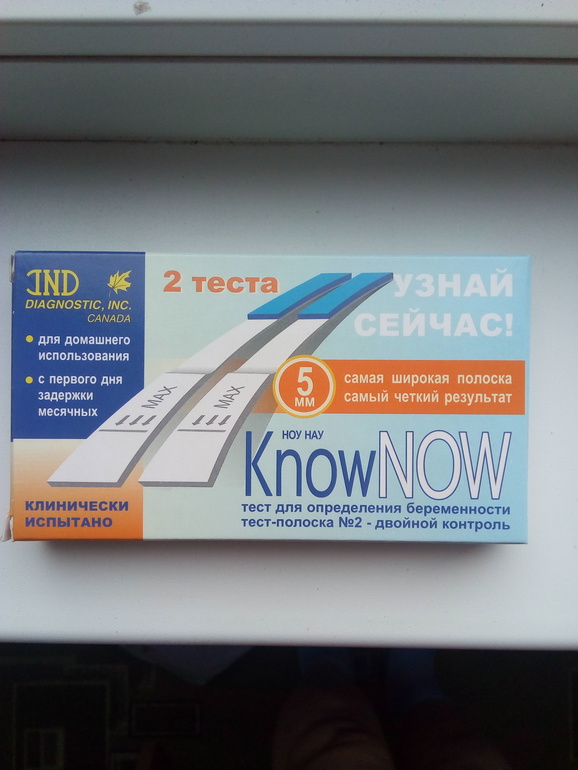 IND
DIAGNOSTIC, INC.
CANADA
для домашнего
использования
с первого дня
задержки
месячных
КЛИНИЧЕСКИ
ИСПЫТАНО
2 теста
УЗНАЙ
СЕЙЧАС!
MAX
MAX
5
ММ
самая широкая полоска
самый четкий результат
НОУ НАУ
KnowNOW
тест для определения беременности
тест-полоска №2 - двойной контроль